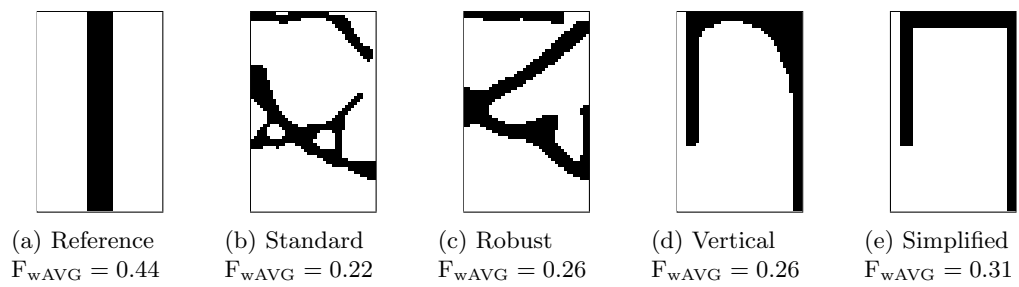 (a) Reference
F_wAVG = 0.44
(b) Standard
F_wAVG = 0.22
(c) Robust
F_wAVG = 0.26
(d) Vertical
F_wAVG = 0.26
(e) Simplified
F_wAVG = 0.31